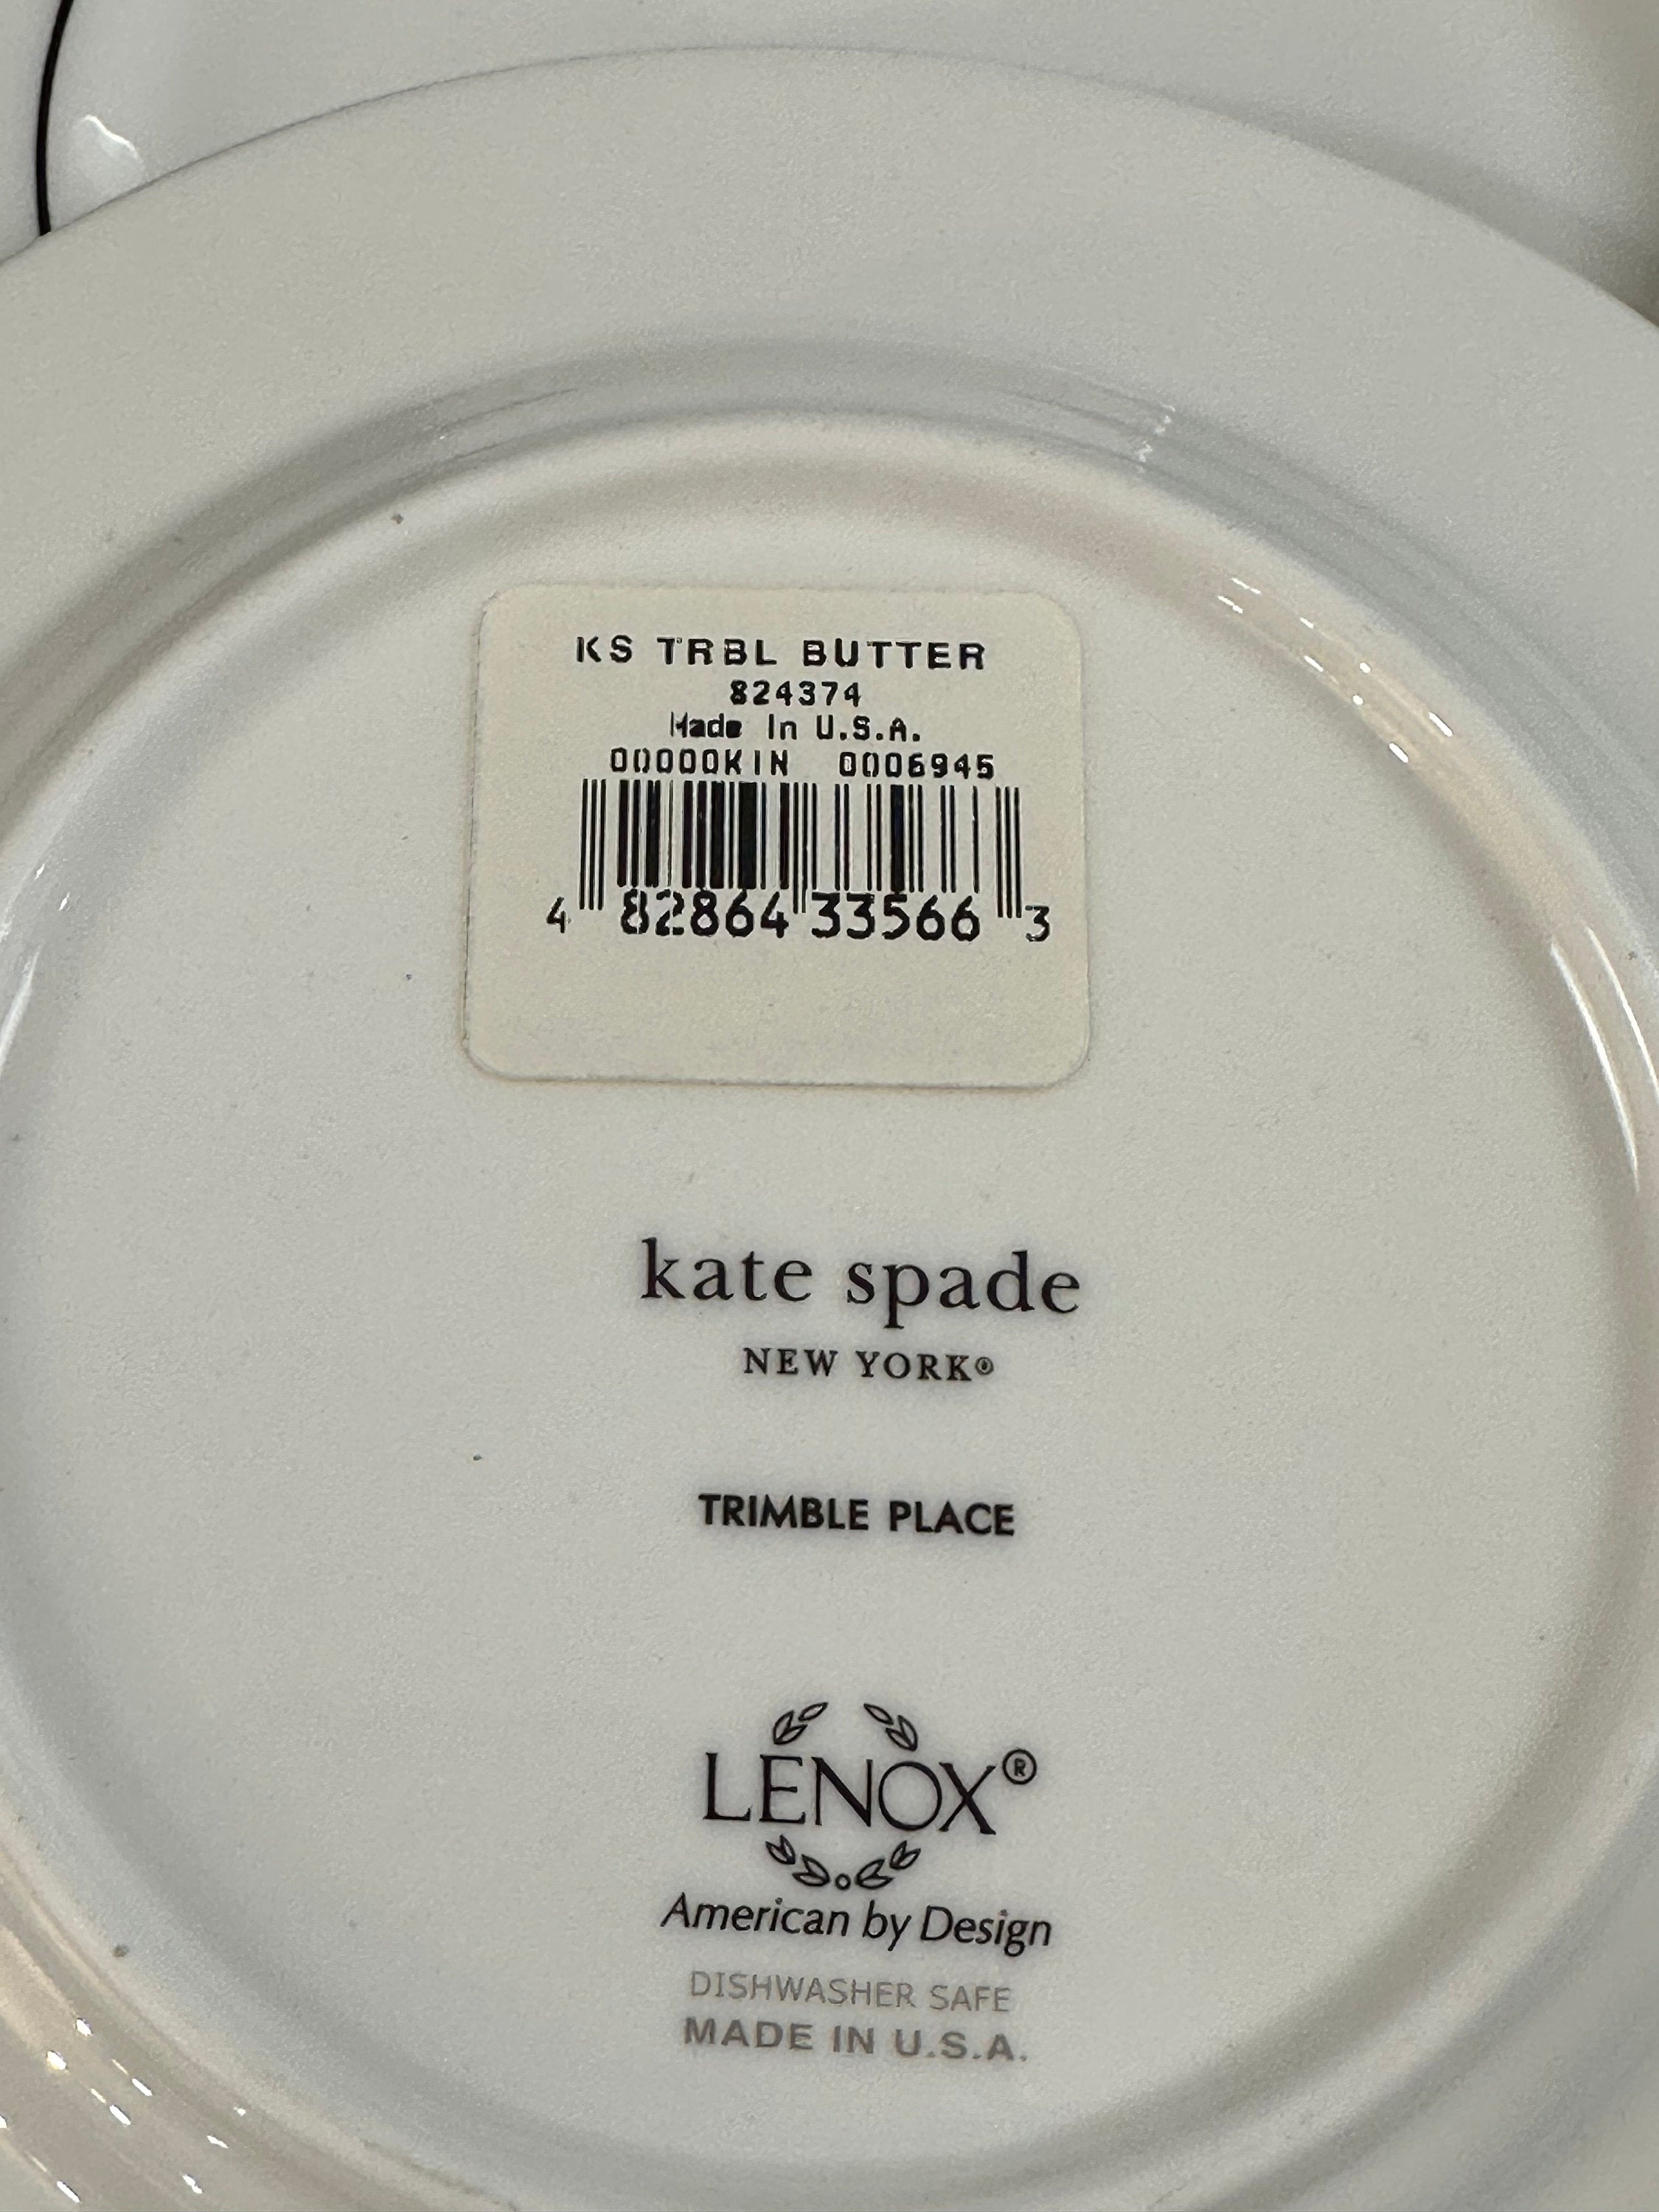 KS TRBL BUTTER
824374
Made In U.S.A.
00000KIN 0006945
4 82864 33566 3
kate spade
NEW YORK®
TRIMBLE PLACE
LENOX®
American by Design
DISHWASHER SAFE
MADE IN U.S.A.